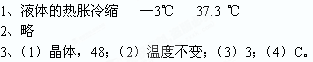 1、液体的热胀冷缩 —3℃ 37.3 ℃
2、略
3、(1)晶体，48；(2)温度不变；(3)3；(4)C。